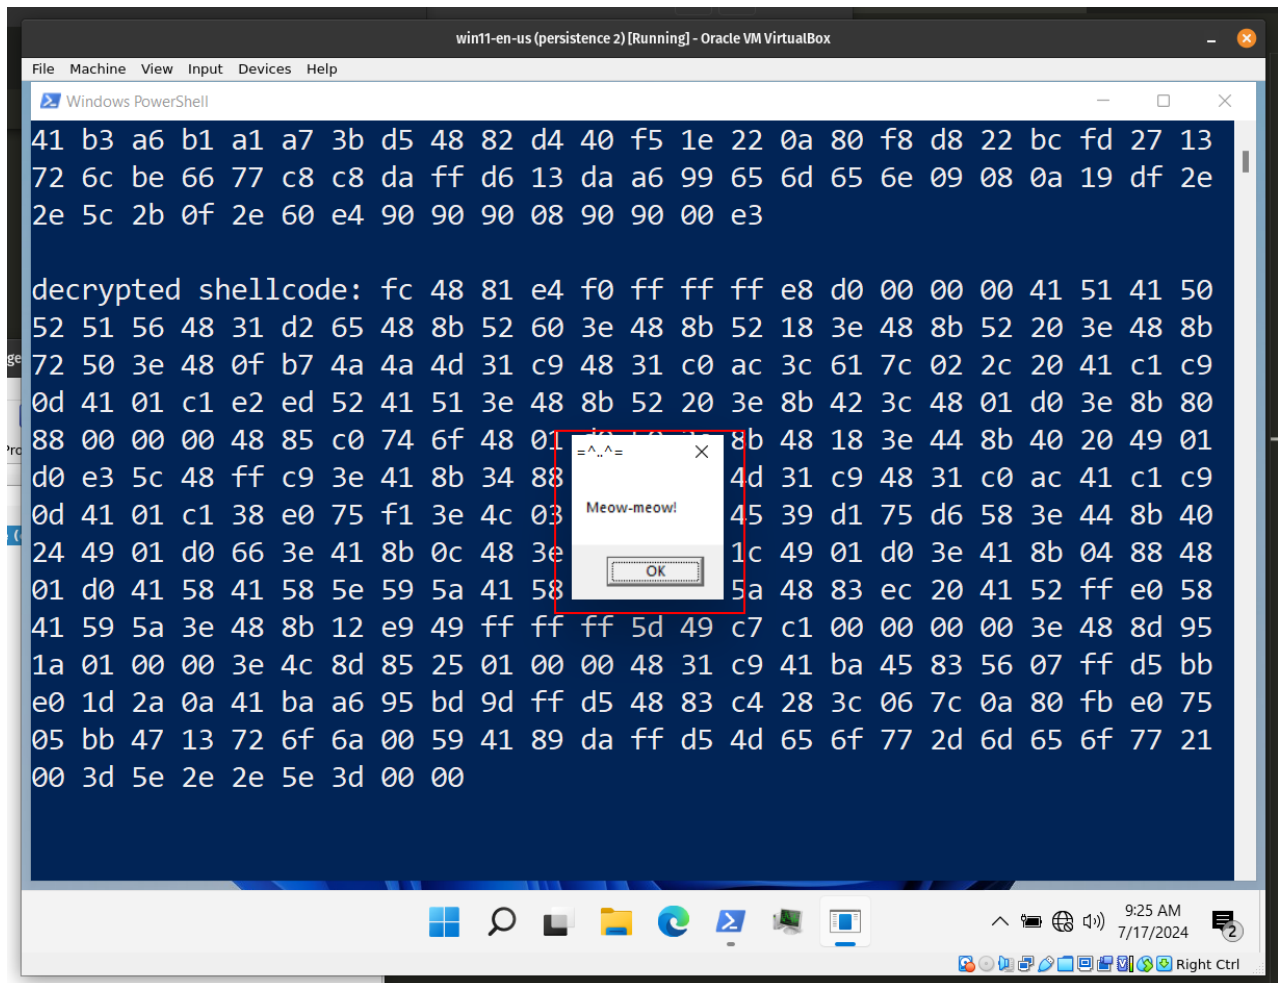 win11-en-us (persistence 2) [Running] - Oracle VM VirtualBox
File Machine View Input Devices Help
Windows PowerShell
41 b3 a6 b1 a1 a7 3b d5 48 82 d4 40 f5 1e 22 0a 80 f8 d8 22 bc fd 27 13
72 6c be 66 77 c8 c8 da ff d6 13 da a6 99 65 6d 65 6e 09 08 0a 19 df 2e
2e 5c 2b 0f 2e 60 e4 90 90 90 08 90 90 00 e3
decrypted shellcode: fc 48 81 e4 f0 ff ff ff e8 d0 00 00 00 41 51 41 50
52 51 56 48 31 d2 65 48 8b 52 60 3e 48 8b 52 18 3e 48 8b 52 20 3e 48 8b
72 50 3e 48 0f b7 4a 4a 4d 31 c9 48 31 c0 ac 3c 61 7c 02 2c 20 41 c1 c9
0d 41 01 c1 e2 ed 52 41 51 3e 48 8b 52 20 3e 8b 42 3c 48 01 d0 3e 8b 80
88 00 00 00 48 85 c0 74 6f 48 01 8b 48 18 3e 44 8b 40 20 49 01
d0 e3 5c 48 ff c9 3e 41 8b 34 88 4d 31 c9 48 31 c0 ac 41 c1 c9
0d 41 01 c1 38 e0 75 f1 3e 4c 03 45 39 d1 75 d6 58 3e 44 8b 40
24 49 01 d0 66 3e 41 8b 0c 48 3e 1c 49 01 d0 3e 41 8b 04 88 48
01 d0 41 58 41 58 5e 59 5a 41 58 5a 48 83 ec 20 41 52 ff e0 58
41 59 5a 3e 48 8b 12 e9 49 ff ff ff 5d 49 c7 c1 00 00 00 00 3e 48 8d 95
1a 01 00 00 3e 4c 8d 85 25 01 00 00 48 31 c9 41 ba 45 83 56 07 ff d5 bb
e0 1d 2a 0a 41 ba a6 95 bd 9d ff d5 48 83 c4 28 3c 06 7c 0a 80 fb e0 75
05 bb 47 13 72 6f 6a 00 59 41 89 da ff d5 4d 65 6f 77 2d 6d 65 6f 77 21
00 3d 5e 2e 2e 5e 3d 00 00
=^..^=
Meow-meow!
OK
9:25 AM
7/17/2024
2
Right Ctrl